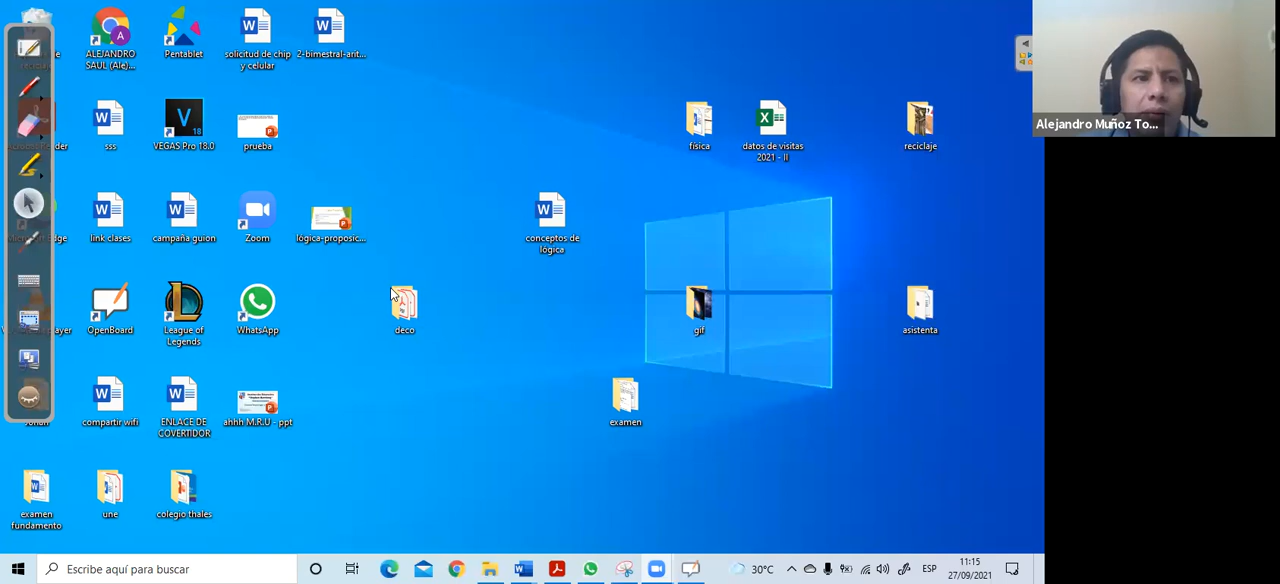 ALEJANDRO
SAUL (Ale)...
Pentablet
solicitud de chip
y celular
2-bimestral-ant...
sss
VEGAS Pro 18.0
prueba
física
datos de visitas
2021 - II
reciclaje
Alejandro Muñoz To...
link clases
campaña guion
Zoom
lógica-proposic...
conceptos de
lógica
OpenBoard
League of
Legends
WhatsApp
deco
gif
asistenta
examen
compartir wifi
ENLACE DE
COVERTIDOR
ahhh M.R.U - ppt
examen
fundamento
une
colegio thales
Escribe aquí para buscar
30°C
ESP
11:15
27/09/2021